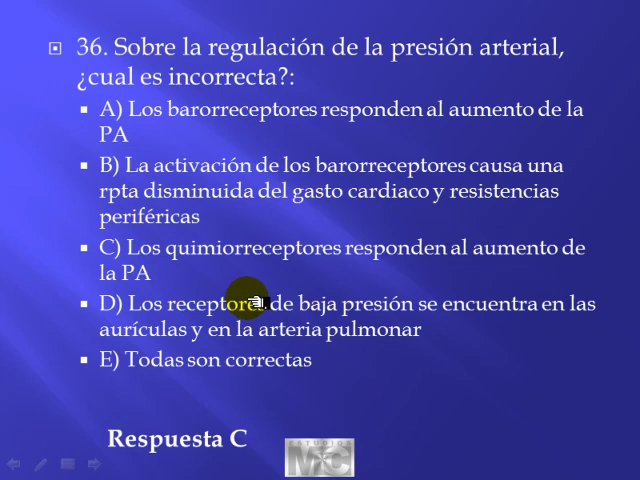 36. Sobre la regulación de la presión arterial,
¿cual es incorrecta?:
A) Los barorreceptores responden al aumento de la
PA
B) La activación de los barorreceptores causa una
rpta disminuida del gasto cardiaco y resistencias
periféricas
C) Los quimiorreceptores responden al aumento de
la PA
D) Los receptores de baja presión se encuentra en las
aurículas y en la arteria pulmonar
E) Todas son correctas
Respuesta C
ESTUDIOS
MC